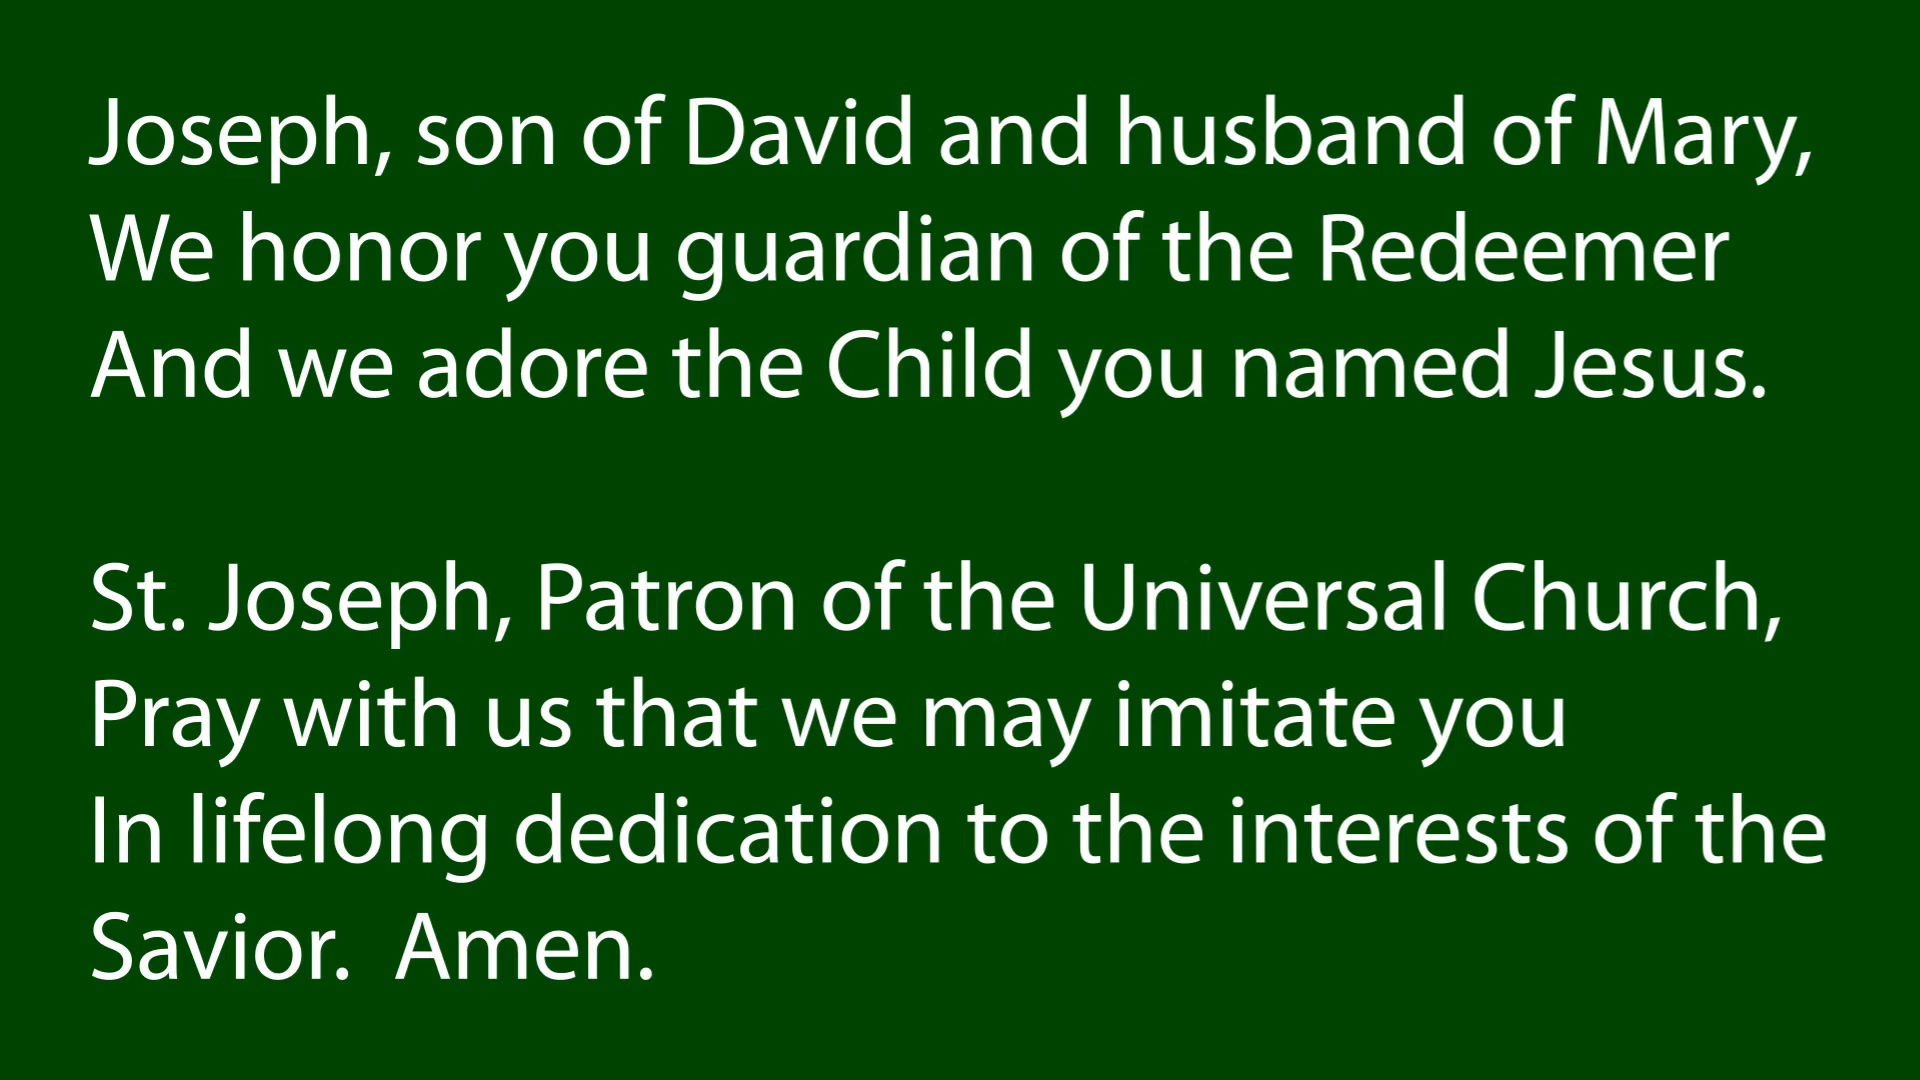 Joseph, son of David and husband of Mary,
We honor you guardian of the Redeemer
And we adore the Child you named Jesus.
St. Joseph, Patron of the Universal Church,
Pray with us that we may imitate you
In lifelong dedication to the interests of the
Savior.  Amen.